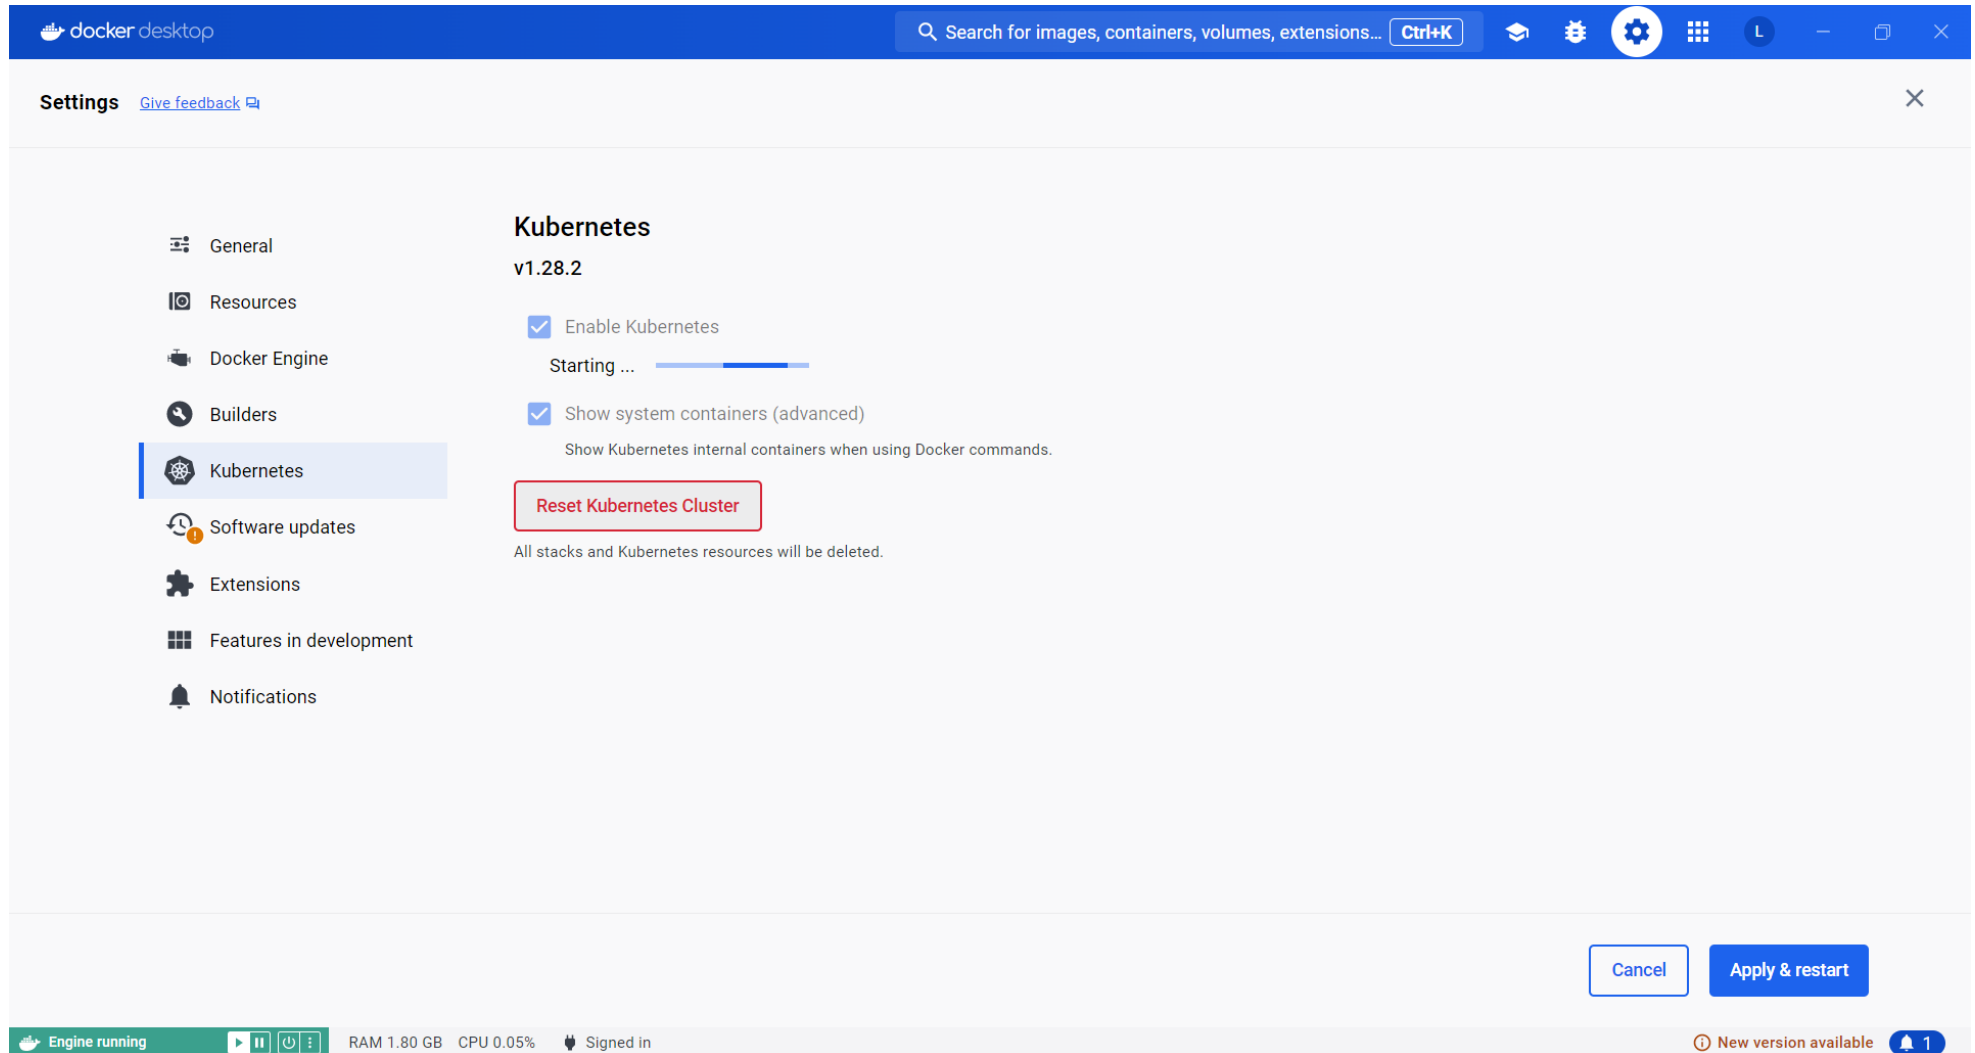 docker desktop
Search for images, containers, volumes, extensions... Ctrl+K
L
Settings Give feedback
General
Resources
Docker Engine
Builders
Kubernetes
Software updates
Extensions
Features in development
Notifications
Kubernetes
v1.28.2
Enable Kubernetes
Starting ...
Show system containers (advanced)
Show Kubernetes internal containers when using Docker commands.
Reset Kubernetes Cluster
All stacks and Kubernetes resources will be deleted.
Cancel Apply & restart
Engine running RAM 1.80 GB CPU 0.05% Signed in New version available 1